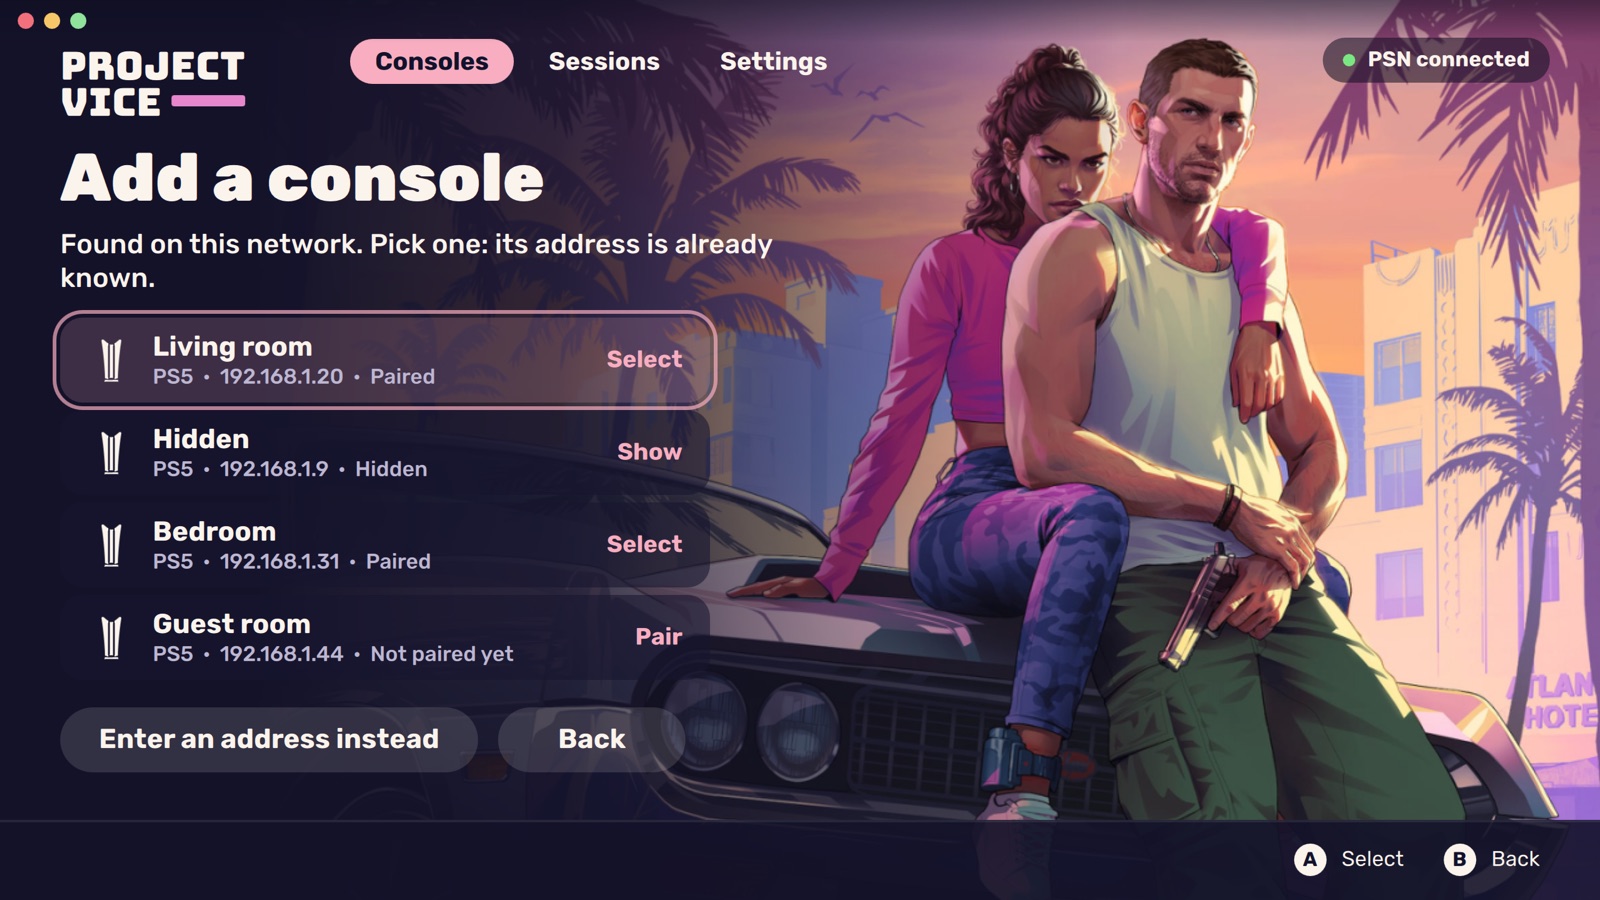 PROJECT
VICE
Consoles
Sessions
Settings
PSN connected
Add a console
Found on this network. Pick one: its address is already
known.
Living room
PS5 • 192.168.1.20 • Paired
Select
Hidden
PS5 • 192.168.1.9 • Hidden
Show
Bedroom
PS5 • 192.168.1.31 • Paired
Select
Guest room
PS5 • 192.168.1.44 • Not paired yet
Pair
Enter an address instead
Back
TLAN
HOTE
A Select
B Back